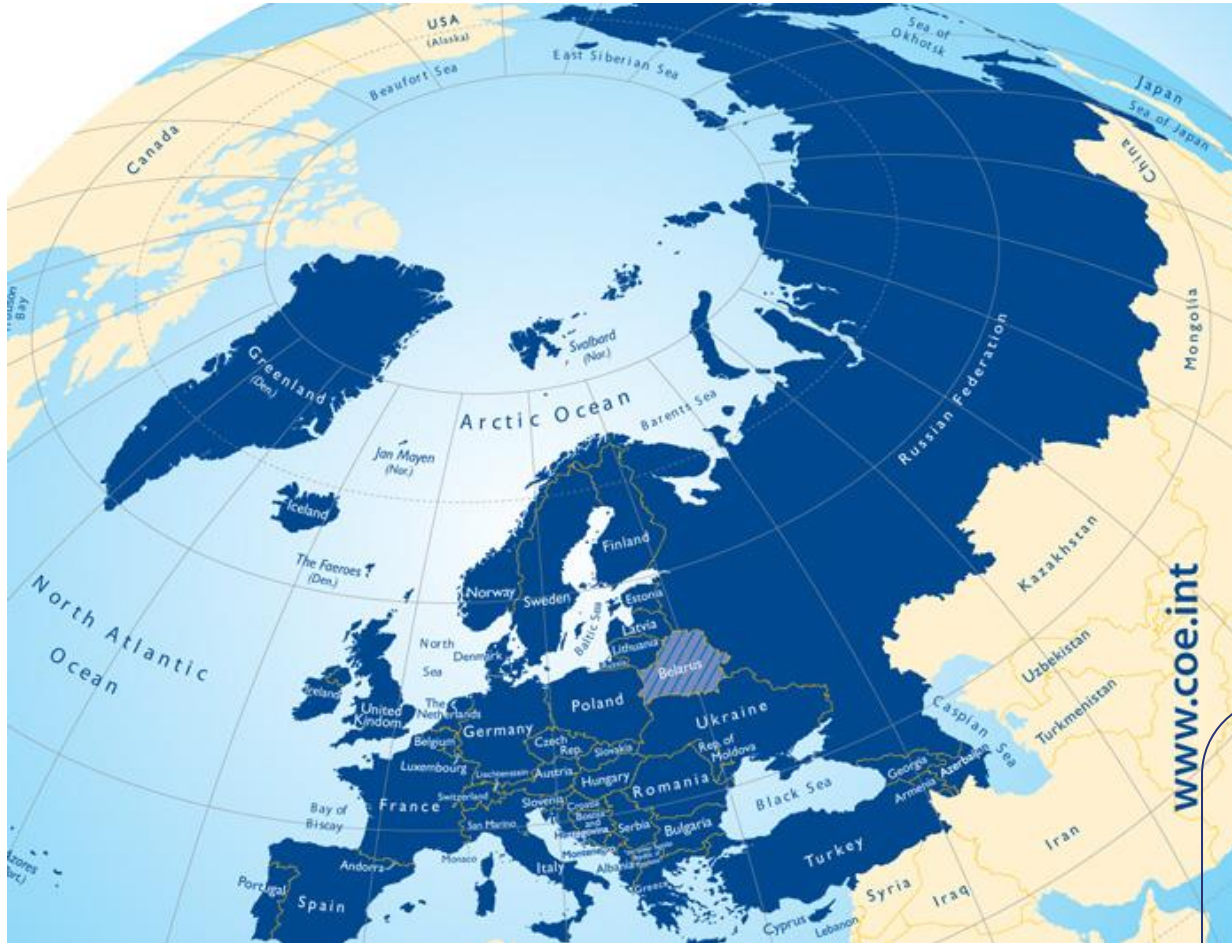 USA
(Alaska)
Beaufort Sea
East Siberian Sea
Sea of
Okhotsk
Japan
Sea of Japan
Canada
China
Hudson
Bay
Mongolia
Greenland
(Den.)
Svalbard
(Nor.)
Arctic Ocean
Barents Sea
Russian Federation
Jan Mayen
(Nor.)
Iceland
The Faeroes
(Den.)
Finland
Norway
Sweden
Baltic Sea
Estonia
Latvia
Lithuania
Belarus
Kazakhstan
www.coe.int
North Atlantic
Ocean
North
Sea
Denmark
Ireland
United
Kindom
The
Netherlands
Germany
Poland
Ukraine
Uzbekistan
Caspian Sea
Turkmenistan
Belgium
Luxembourg
Czech
Rep.
Slovakia
Rep. of
Moldova
Liechtenstein
Austria
Hungary
Romania
Georgia
Azerbaijan
Armenia
Switzerland
France
Slovenia
Croatia
Bosnia
and
Herzegovina
Serbia
Bulgaria
Black Sea
Bay of
Biscay
San Marino
Montenegro
Iran
Monaco
Andorra
Italy
Albania
Turkey
Azores
Portugal
Spain
Greece
Syria
Iraq
Cyprus
Lebanon